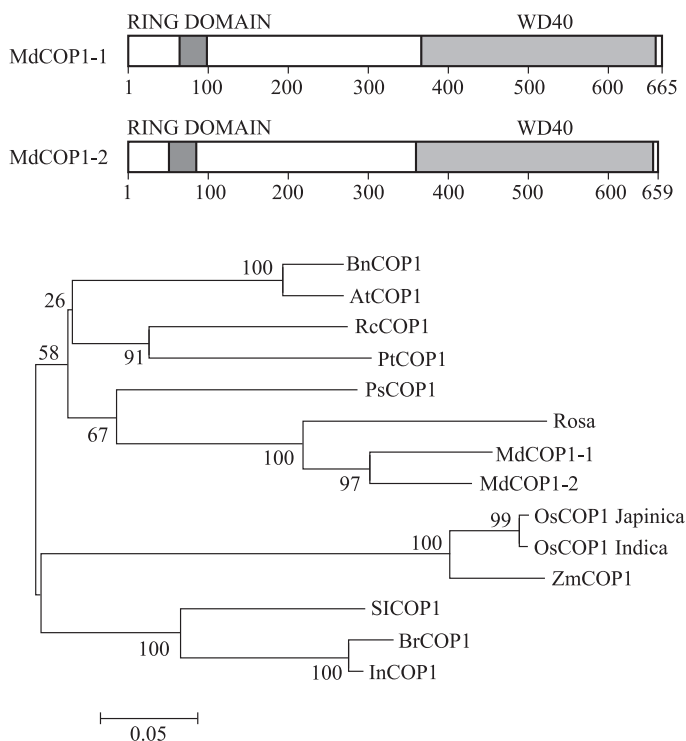 RING DOMAIN WD40
MdCOP1-1
1 100 200 300 400 500 600 665
RING DOMAIN WD40
MdCOP1-2
1 100 200 300 400 500 600 659
100 BnCOP1
AtCOP1
26
RcCOP1
91 PtCOP1
58
PsCOP1
67
Rosa
100
MdCOP1-1
97 MdCOP1-2
99 OsCOP1 Japinica
OsCOP1 Indica
100
ZmCOP1
SICOP1
100
BrCOP1
100 InCOP1
0.05